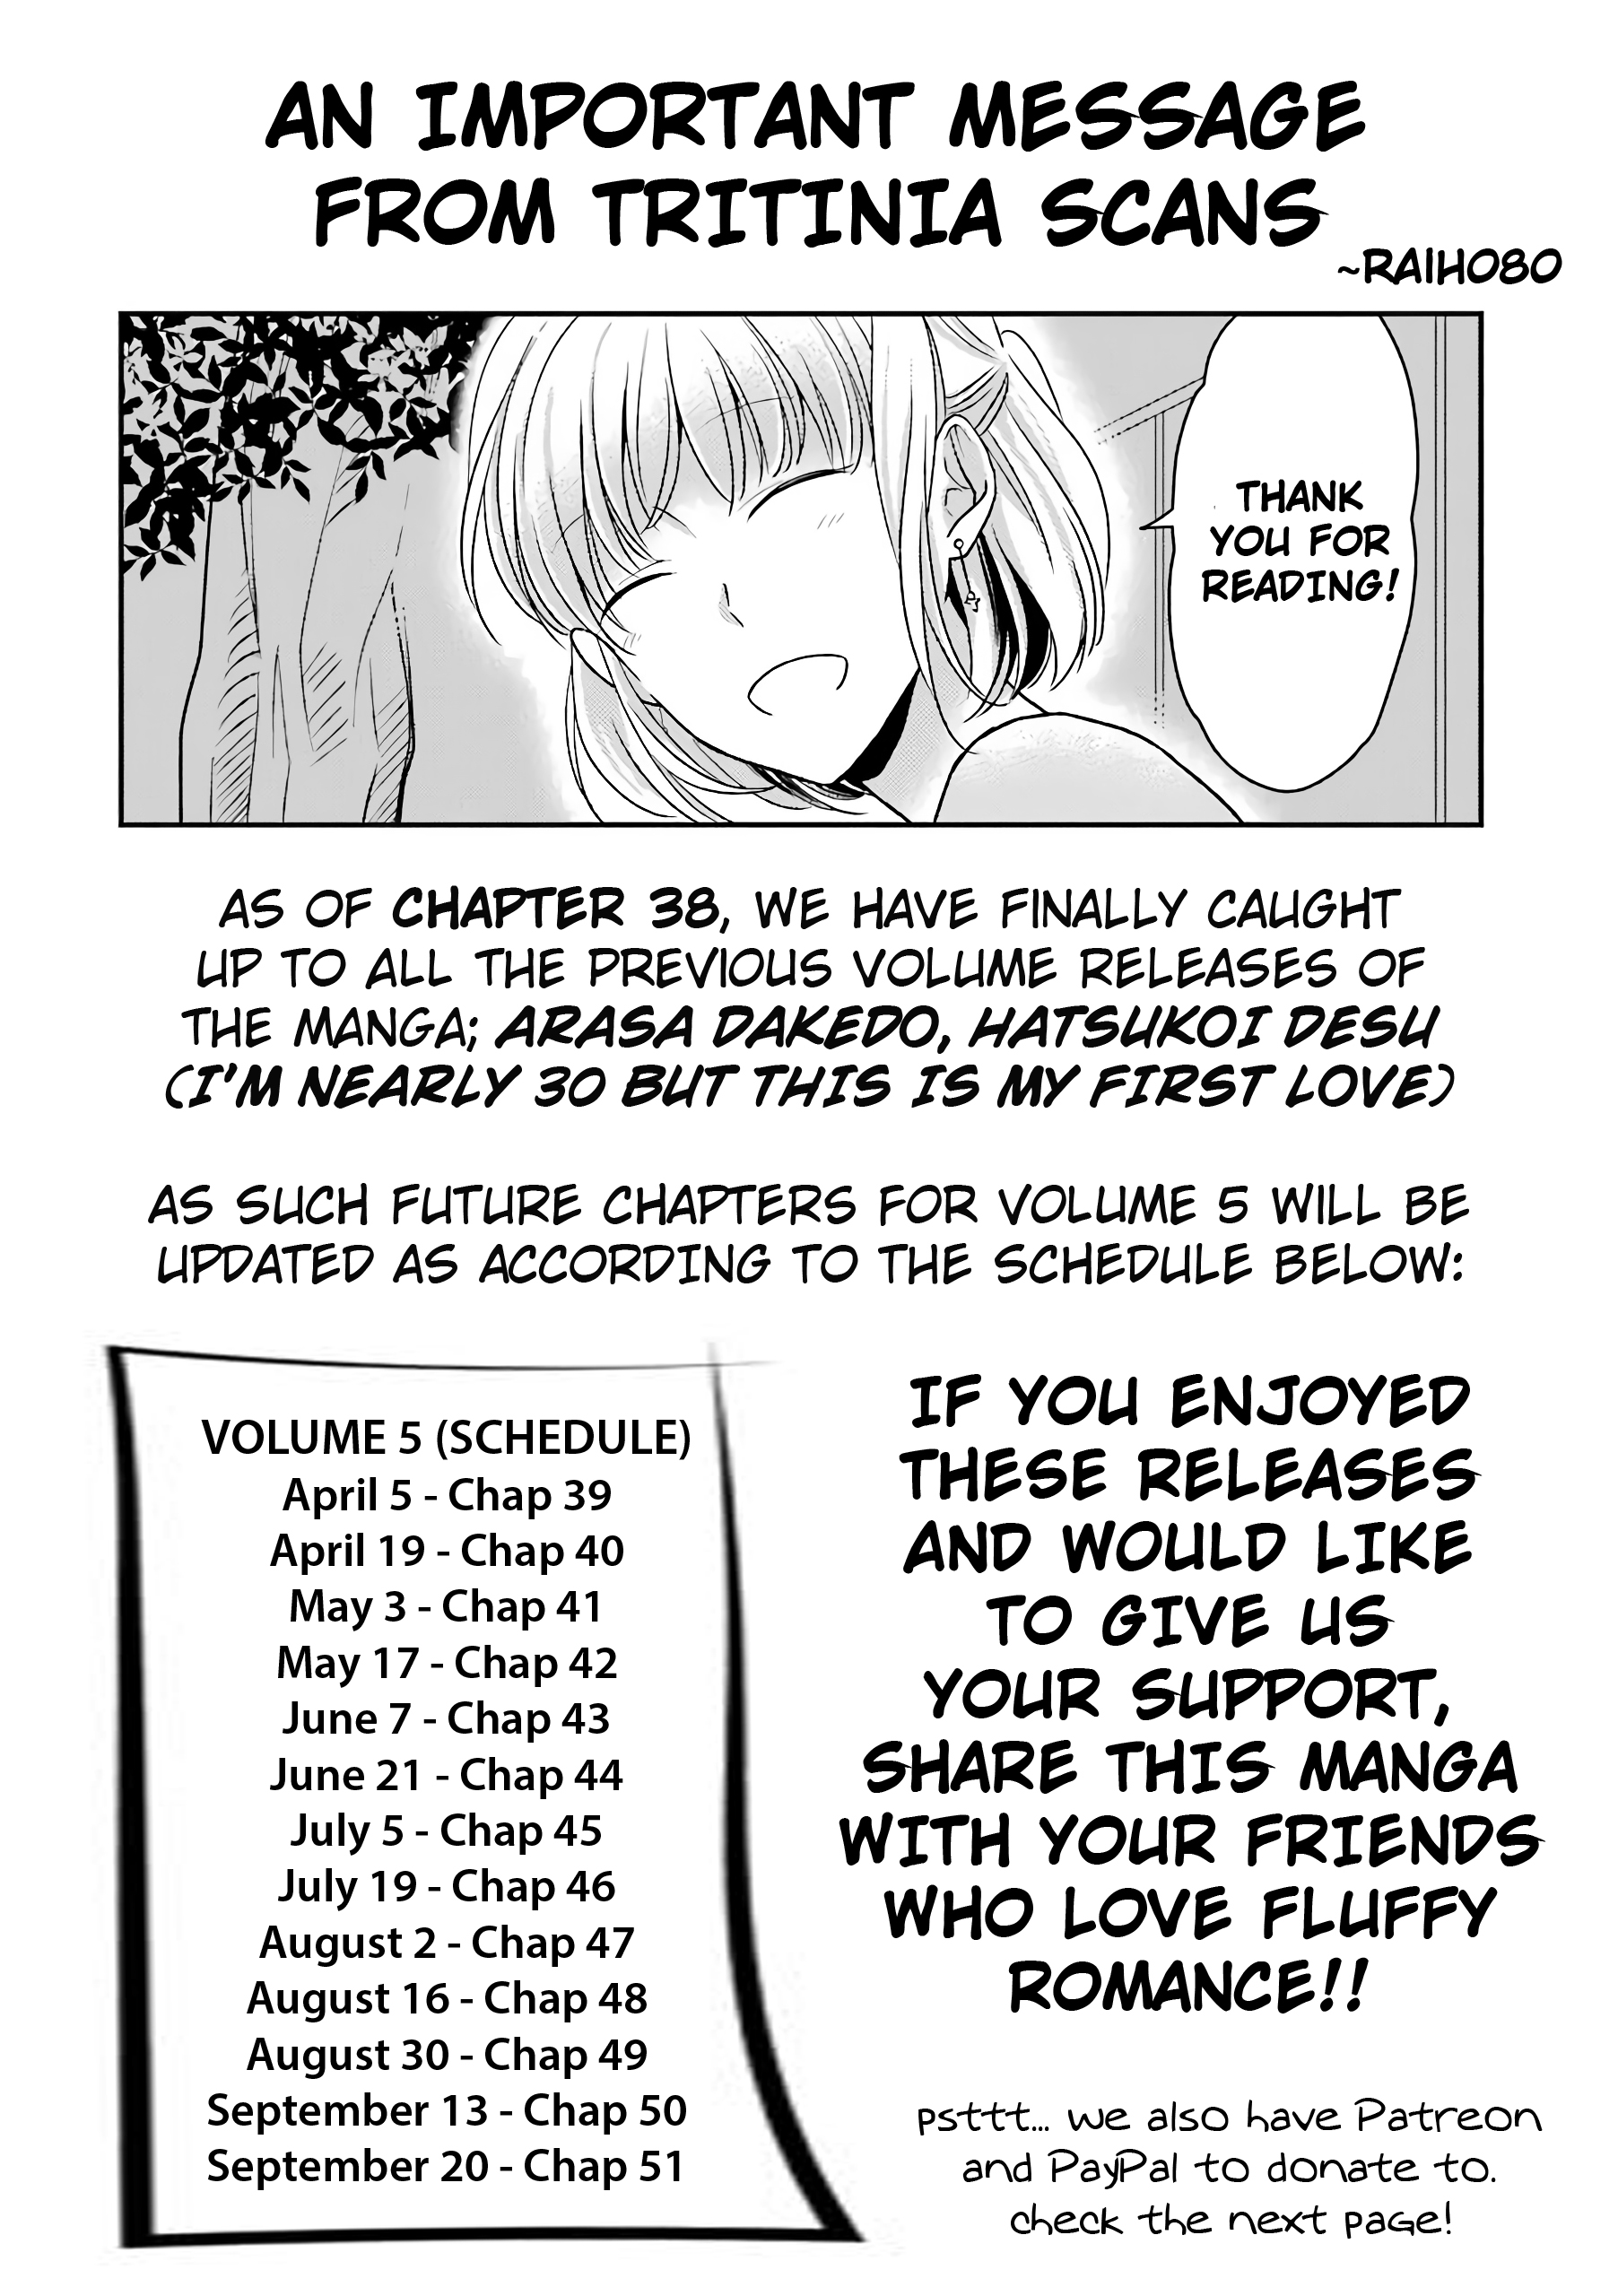 AN IMPORTANT MESSAGE
FROM TRITINIA SCANS
~RAIH080
THANK
YOU FOR
READING!
AS OF CHAPTER 38, WE HAVE FINALLY CAUGHT
UP TO ALL THE PREVIOUS VOLUME RELEASES OF
THE MANGA; ARASA DAKEDO, HATSUKOI DESU
(I'M NEARLY 30 BUT THIS IS MY FIRST LOVE)
AS SUCH FUTURE CHAPTERS FOR VOLUME 5 WILL BE
UPDATED AS ACCORDING TO THE SCHEDULE BELOW:
VOLUME 5 (SCHEDULE)
April 5 - Chap 39
April 19 - Chap 40
May 3 - Chap 41
May 17 - Chap 42
June 7 - Chap 43
June 21 - Chap 44
July 5 - Chap 45
July 19 - Chap 46
August 2 - Chap 47
August 16 - Chap 48
August 30 - Chap 49
September 13 - Chap 50
September 20 - Chap 51
IF YOU ENJOYED
THESE RELEASES
AND WOULD LIKE
TO GIVE US
YOUR SUPPORT,
SHARE THIS MANGA
WITH YOUR FRIENDS
WHO LOVE FLUFFY
ROMANCE!!
psttt... we also have Patreon
and PayPal to donate to.
check the next page!